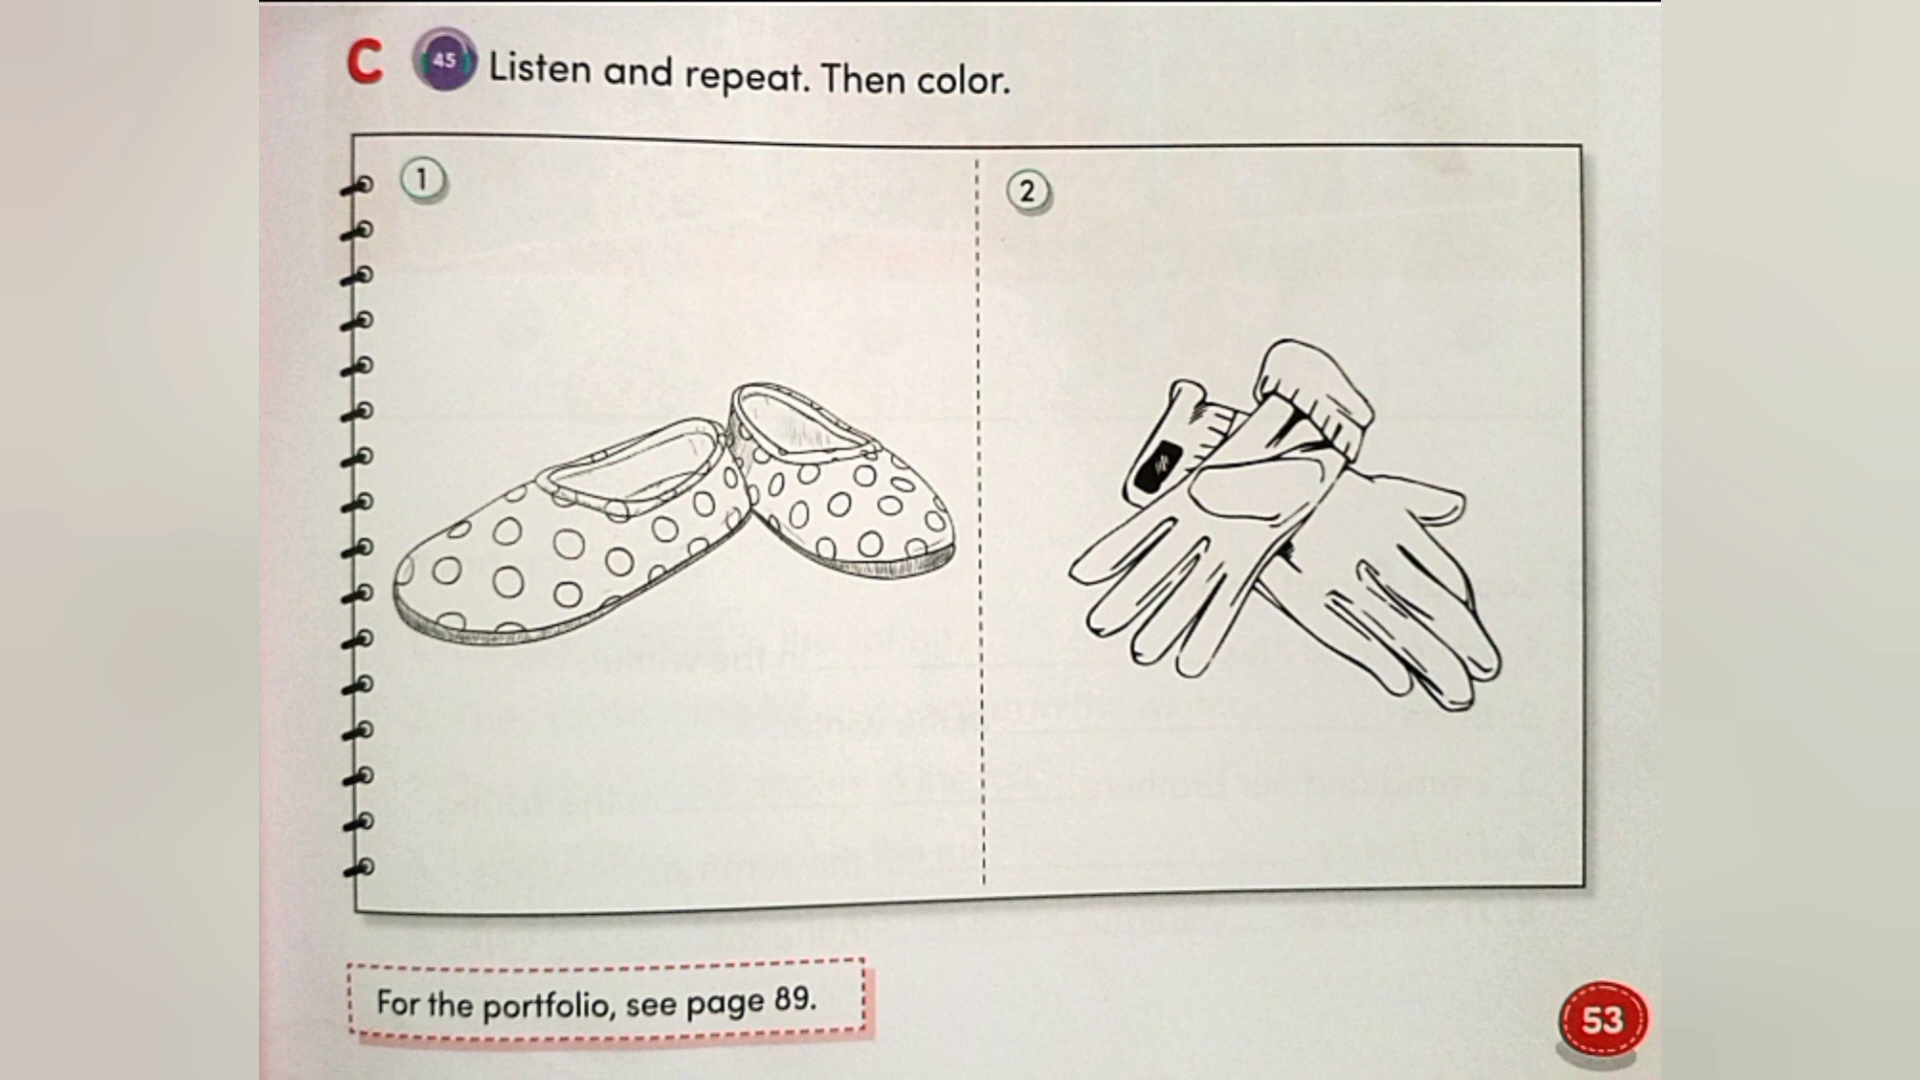 C 45 Listen and repeat. Then color.
1
2
For the portfolio, see page 89.
53